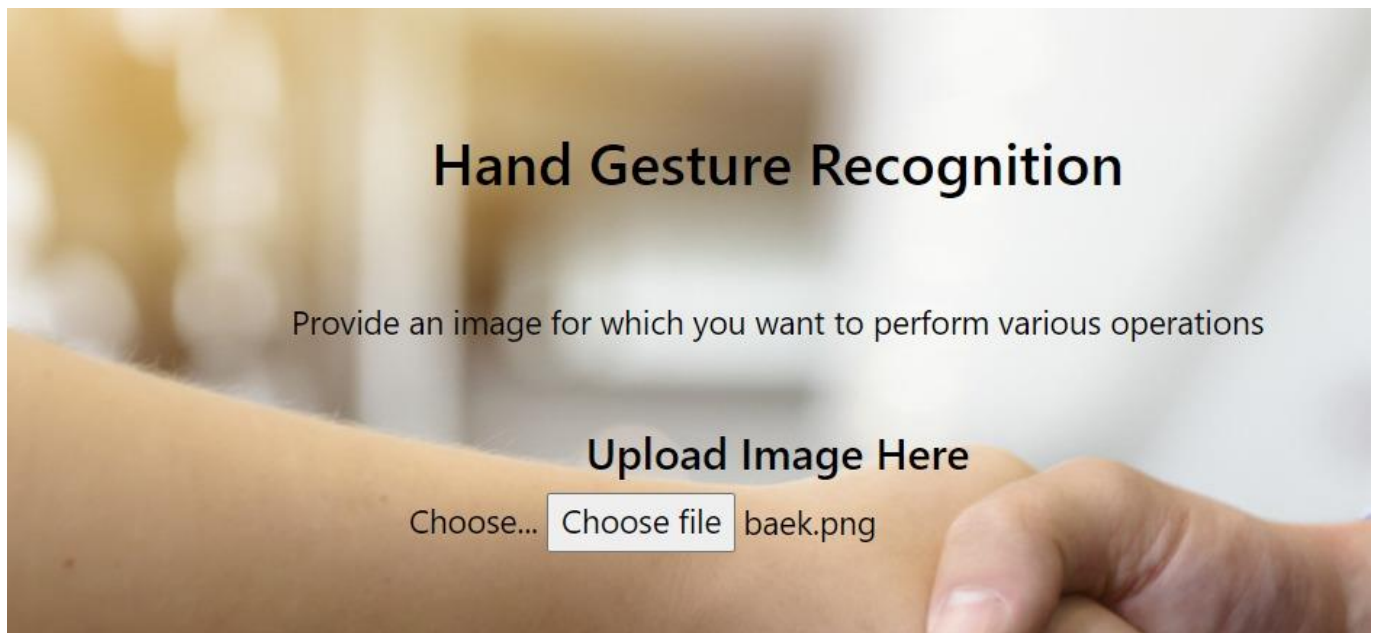 Hand Gesture Recognition
Provide an image for which you want to perform various operations
Upload Image Here
Choose... Choose file baek.png